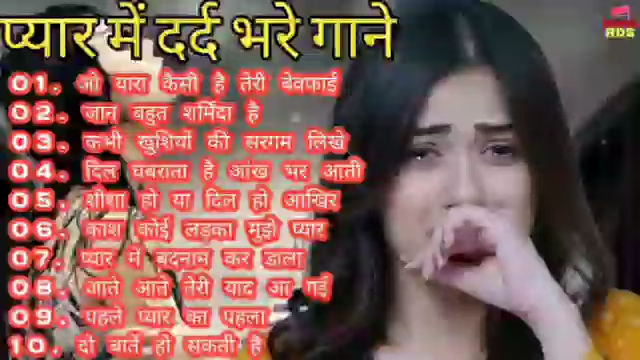 प्यार में दर्द भरे गाने
01. ओ यारा कैसी है तेरी बेवफाई
02. जान बहुत शर्मिंदा है
03. कभी खुशियों की सरगम लिखे
04. दिल घबराता है आंख भर आती
05. शीशा हो या दिल हो आखिर
06. काश कोई लड़का मुझे प्यार
07. प्यार में बदनाम कर डाला
08. आते आते तेरी याद आ गई
09. पहले प्यार का पहला
10. दो बातें हो सकती है
RDS